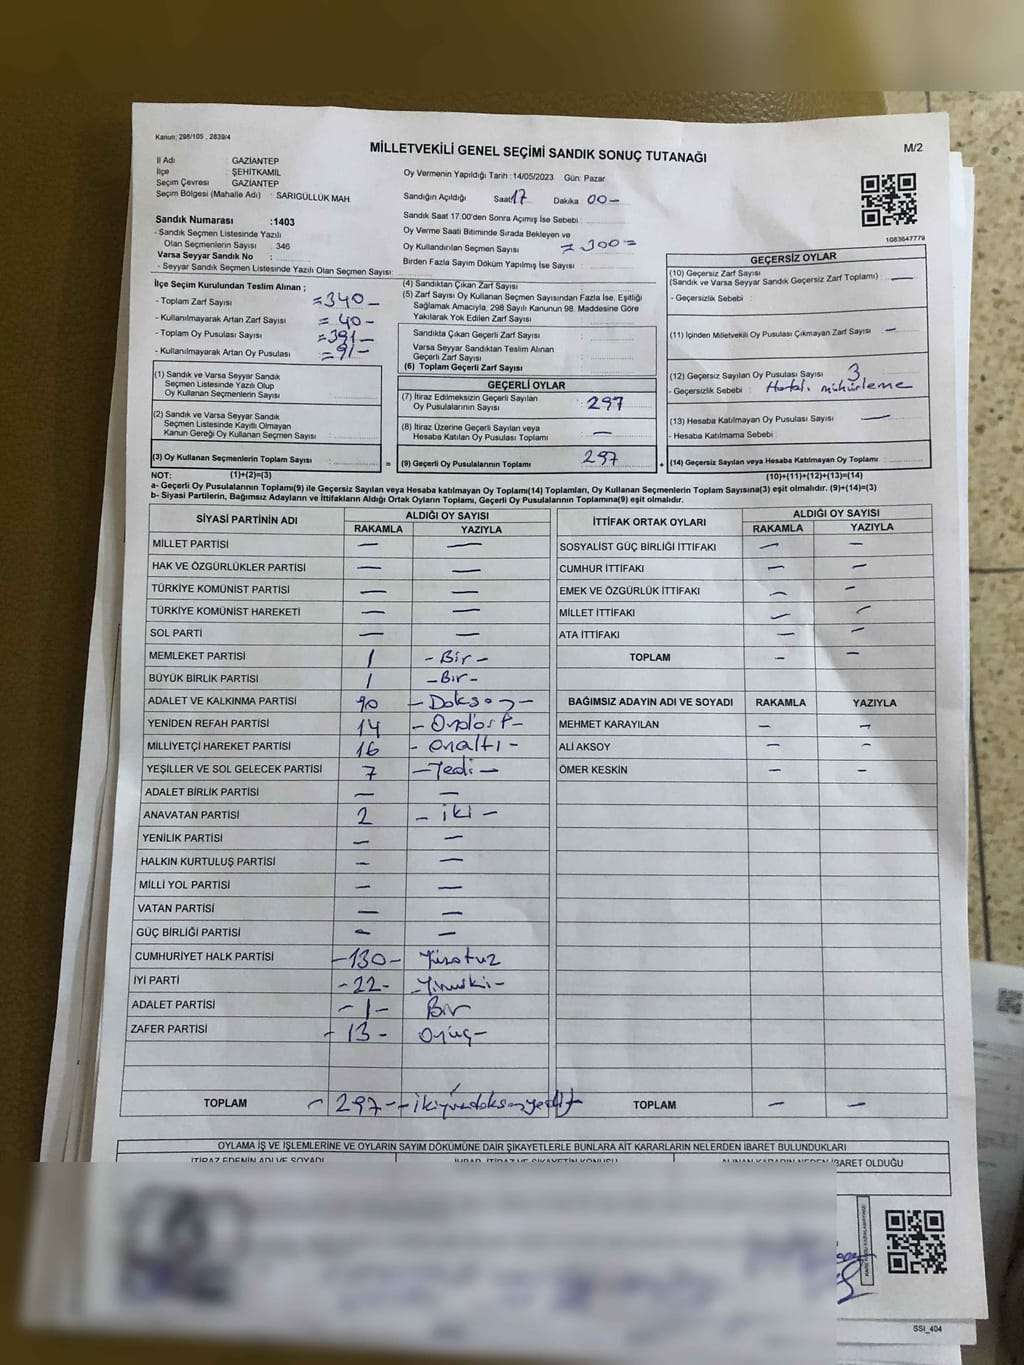 Kanun; 298/105 , 2839/4
MİLLETVEKİLİ GENEL SEÇİMİ SANDIK SONUÇ TUTANAĞI
M/2
İl Adı GAZİANTEP
İlçe : ŞEHİTKAMİL
Seçim Çevresi GAZİANTEP
Seçim Bölgesi (Mahalle Adı) : SARIGÜLLÜK MAH.
Oy Vermenin Yapıldığı Tarih :14/05/2023 Gün: Pazar
Sandığın Açıldığı Saat 17 Dakika 00-
Sandık Saat 17:00'den Sonra Açımış İse Sebebi :
Oy Verme Saati Bitiminde Sırada Bekleyen ve
Oy Kullandırılan Seçmen Sayısı = 300=
Birden Fazla Sayım Döküm Yapılmış İse Sayısı :
1083647779
Sandık Numarası :1403
- Sandık Seçmen Listesinde Yazılı
Olan Seçmenlerin Sayısı : 346
Varsa Seyyar Sandık No :
- Seyyar Sandık Seçmen Listesinde Yazılı Olan Seçmen Sayısı:
İlçe Seçim Kurulundan Teslim Alınan ;
- Toplam Zarf Sayısı =340-
- Kullanılmayarak Artan Zarf Sayısı = 40-
- Toplam Oy Pusulası Sayısı =391-
- Kullanılmayarak Artan Oy Pusulası =91-
(1) Sandık ve Varsa Seyyar Sandık
Seçmen Listesinde Yazılı Olup
Oy Kullanan Seçmenlerin Sayısı :
(2) Sandık ve Varsa Seyyar Sandık
Seçmen Listesinde Kayıtlı Olmayan
Kanun Gereği Oy Kullanan Seçmen Sayısı :
(3) Oy Kullanan Seçmenlerin Toplam Sayısı :
(4) Sandıktan Çıkan Zarf Sayısı :
(5) Zarf Sayısı Oy Kullanan Seçmen Sayısından Fazla İse, Eşitliği
Sağlamak Amacıyla, 298 Sayılı Kanunun 98. Maddesine Göre
Yakılarak Yok Edilen Zarf Sayısı :
Sandıkta Çıkan Geçerli Zarf Sayısı :
Varsa Seyyar Sandıktan Teslim Alınan
Geçerli Zarf Sayısı :
(6) Toplam Geçerli Zarf Sayısı :
GEÇERLİ OYLAR
(7) İtiraz Edilmeksizin Geçerli Sayılan
Oy Pusulalarının Sayısı : 297
(8) İtiraz Üzerine Geçerli Sayılan veya
Hesaba Katılan Oy Pusulası Toplamı : —
= (9) Geçerli Oy Pusulalarının Toplamı 297 +
GEÇERSİZ OYLAR
(10) Geçersiz Zarf Sayısı
(Sandık ve Varsa Sandık Geçersiz Zarf Toplamı) : —
- Geçersizlik Sebebi :
(11) İçinden Milletvekili Oy Pusulası Çıkmayan Zarf Sayısı : —
(12) Geçersiz Sayılan Oy Pusulası Sayısı : 3
- Geçersizlik Sebebi : Hatalı mühürleme
(13) Hesaba Katılmayan Oy Pusulası Sayısı : —
- Hesaba Katılmama Sebebi :
(14) Geçersiz Sayılan veya Hesaba Katılmayan Oy Toplamı :
NOT: (1)+(2)=(3) (10)+(11)+(12)+(13)=(14)
a- Geçerli Oy Pusulalarının Toplamı(9) ile Geçersiz Sayılan veya Hesaba katılmayan Oy Toplamı(14) Toplamları, Oy Kullanan Seçmenlerin Toplam Sayısına(3) eşit olmalıdır. (9)+(14)=(3)
b- Siyasi Partilerin, Bağımsız Adayların ve İttifakların Aldığı Ortak Oyların Toplamı, Geçerli Oy Pusulalarının Toplamına(9) eşit olmalıdır.
SİYASİ PARTİNİN ADI ALDIĞI OY SAYISI
RAKAMLA YAZIYLA
MİLLET PARTİSİ — —
HAK VE ÖZGÜRLÜKLER PARTİSİ — —
TÜRKİYE KOMÜNİST PARTİSİ — —
TÜRKİYE KOMÜNİST HAREKETİ — —
SOL PARTİ — —
MEMLEKET PARTİSİ 1 -Bir-
BÜYÜK BİRLİK PARTİSİ 1 -Bir-
ADALET VE KALKINMA PARTİSİ 90 -Doksan-
YENİDEN REFAH PARTİSİ 14 -Ondört-
MİLLİYETÇİ HAREKET PARTİSİ 16 -Onaltı-
YEŞİLLER VE SOL GELECEK PARTİSİ 7 -Yedi-
ADALET BİRLİK PARTİSİ — —
ANAVATAN PARTİSİ 2 -iki-
YENİLİK PARTİSİ — —
HALKIN KURTULUŞ PARTİSİ — —
MİLLİ YOL PARTİSİ — —
VATAN PARTİSİ — —
GÜÇ BİRLİĞİ PARTİSİ — —
CUMHURİYET HALK PARTİSİ -130- Yüzotuz
İYİ PARTİ -22- -Yirmiiki-
ADALET PARTİSİ -1- Bir
ZAFER PARTİSİ -13- Onüç-
TOPLAM -297- -ikiyüzdoksanyedi-
İTTİFAK ORTAK OYLARI ALDIĞI OY SAYISI
RAKAMLA YAZIYLA
SOSYALİST GÜÇ BİRLİĞİ İTTİFAKI — —
CUMHUR İTTİFAKI — —
EMEK VE ÖZGÜRLÜK İTTİFAKI — —
MİLLET İTTİFAKI — —
ATA İTTİFAKI — —
TOPLAM — —
BAĞIMSIZ ADAYIN ADI VE SOYADI RAKAMLA YAZIYLA
MEHMET KARAYILAN — —
ALİ AKSOY — —
ÖMER KESKİN — —
TOPLAM — —
OYLAMA İŞ VE İŞLEMLERİNE VE OYLARIN SAYIM DÖKÜMÜNE DAİR ŞİKAYETLERLE BUNLARA AİT KARARLARIN NELERDEN İBARET BULUNDUKLARI
İTİRAZ EDENİN ADI VE SOYADI İHBAR, İTİRAZ VE ŞİKAYETİN KONUSU ALINAN KARARIN NEDEN İBARET OLDUĞU
SSİ_404